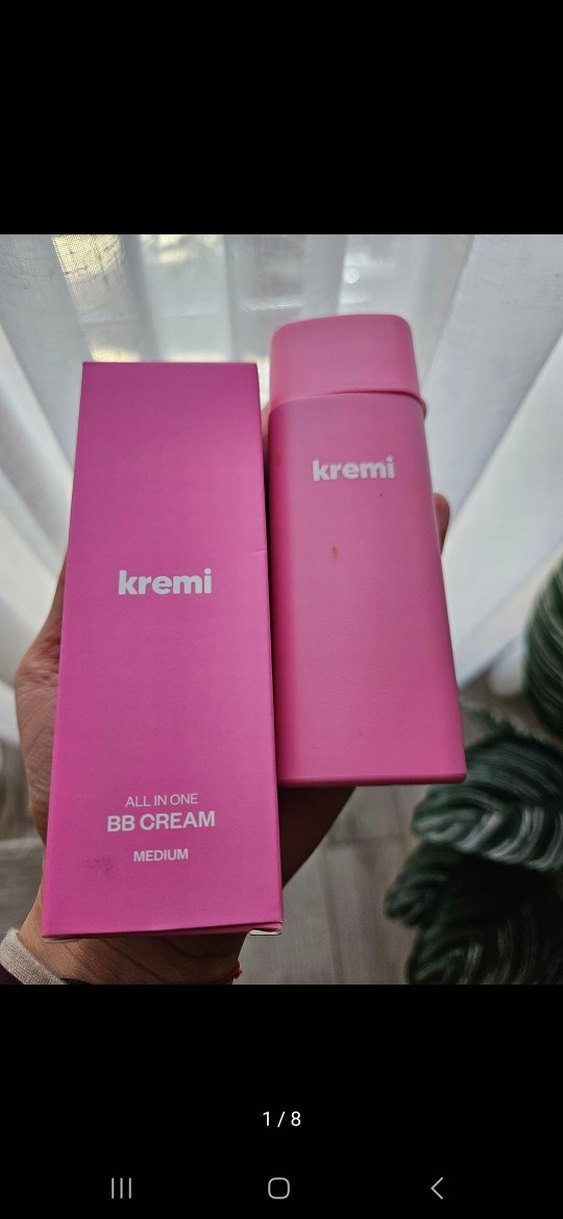 kremi
kremi
ALL IN ONE
BB CREAM
MEDIUM
1 / 8